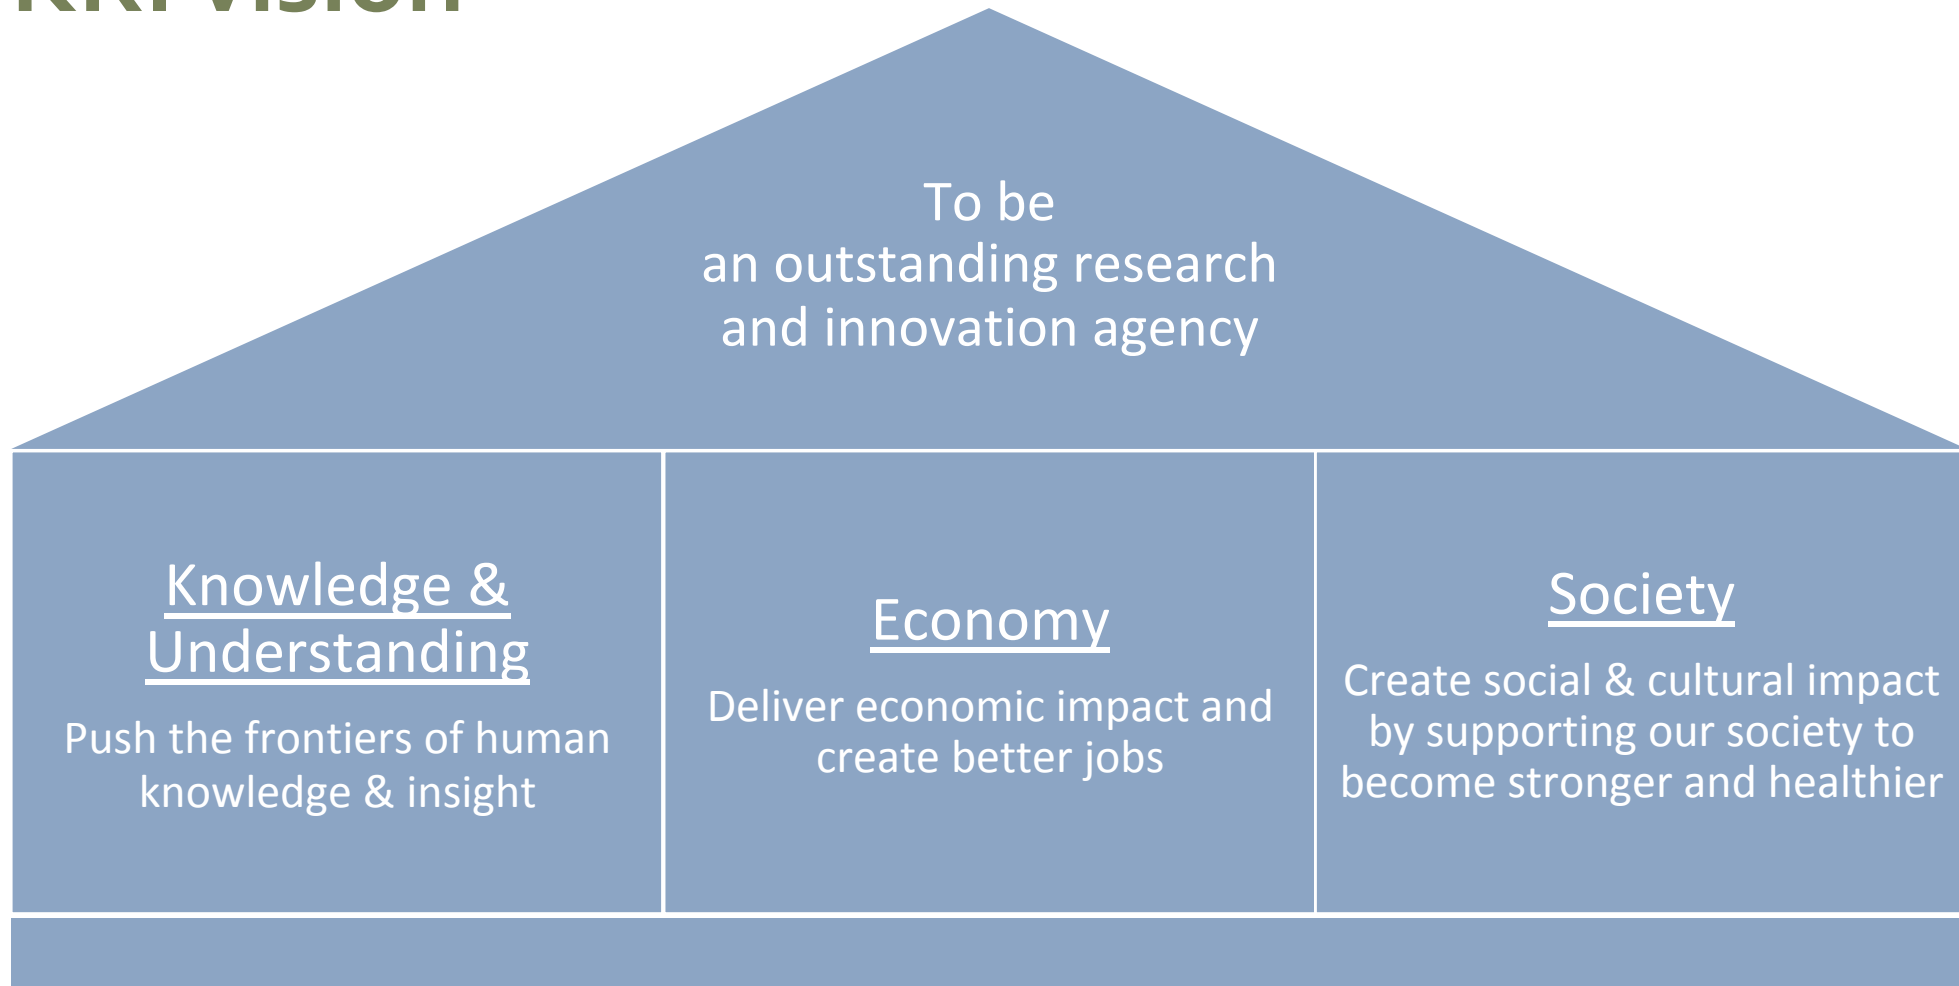 vision
To be
an outstanding research
and innovation agency
Knowledge &
Understanding
Push the frontiers of human
knowledge & insight
Economy
Deliver economic impact and
create better jobs
Society
Create social & cultural impact
by supporting our society to
become stronger and healthier